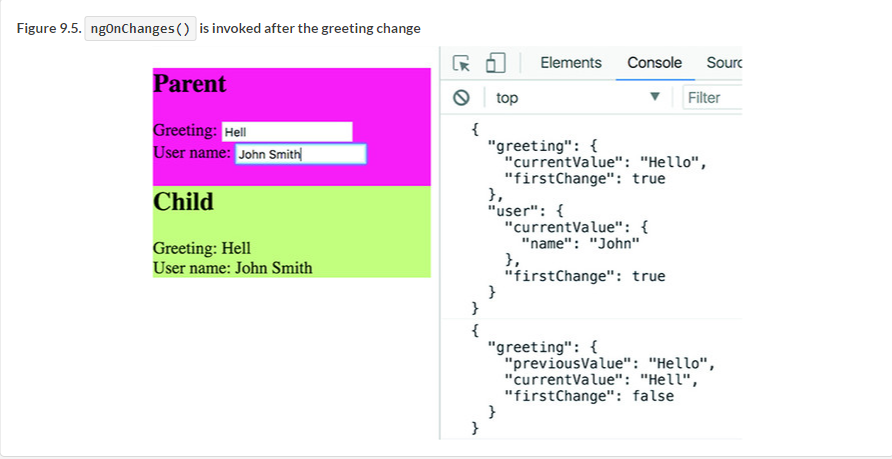 Figure 9.5. ngOnChanges() is invoked after the greeting change
Parent
Greeting: Hell
User name: John Smith
Child
Greeting: Hell
User name: John Smith
Elements Console Sourc
top ▼ Filter
{
"greeting": {
"currentValue": "Hello",
"firstChange": true
},
"user": {
"currentValue": {
"name": "John"
},
"firstChange": true
}
}
{
"greeting": {
"previousValue": "Hello",
"currentValue": "Hell",
"firstChange": false
}
}